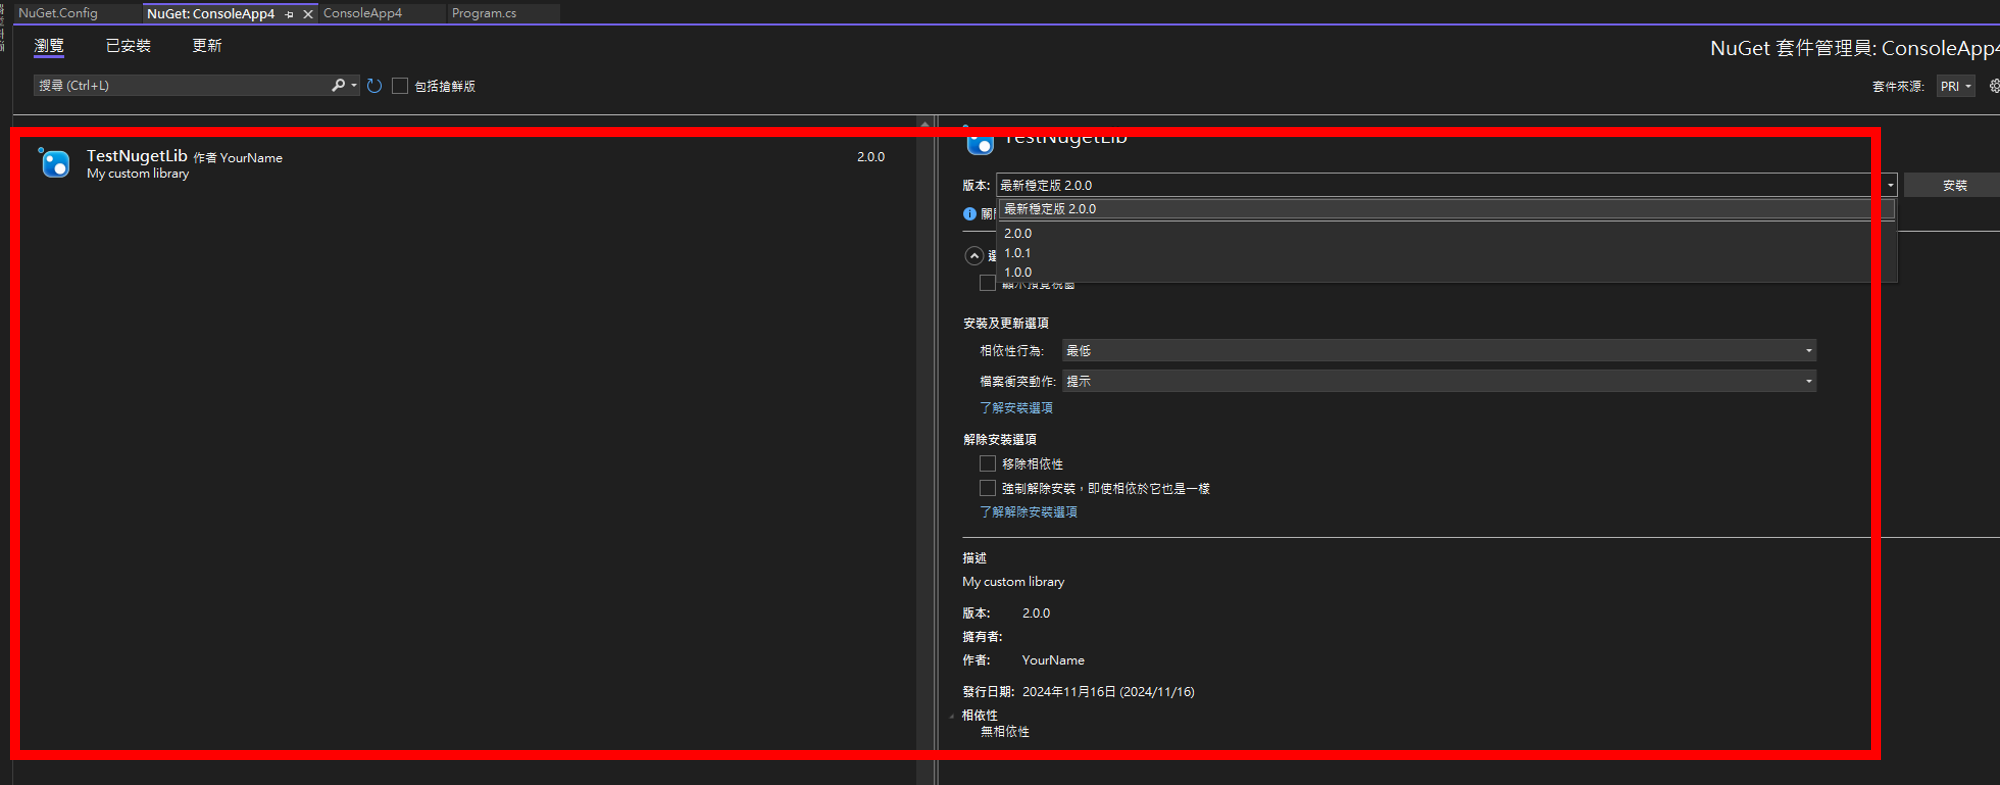 NuGet.Config
NuGet: ConsoleApp4
ConsoleApp4
Program.cs
瀏覽 已安裝 更新
NuGet 套件管理員: ConsoleApp4
搜尋 (Ctrl+L)
包括搶鮮版
套件來源: PRI
TestNugetLib 作者 YourName 2.0.0
My custom library
TestNugetLib
版本: 最新穩定版 2.0.0
安裝
最新穩定版 2.0.0
2.0.0
1.0.1
1.0.0
顯示預覽視窗
安裝及更新選項
相依性行為: 最低
檔案衝突動作: 提示
了解安裝選項
解除安裝選項
移除相依性
強制解除安裝，即使相依於它也是一樣
了解解除安裝選項
描述
My custom library
版本: 2.0.0
擁有者:
作者: YourName
發行日期: 2024年11月16日 (2024/11/16)
相依性
無相依性